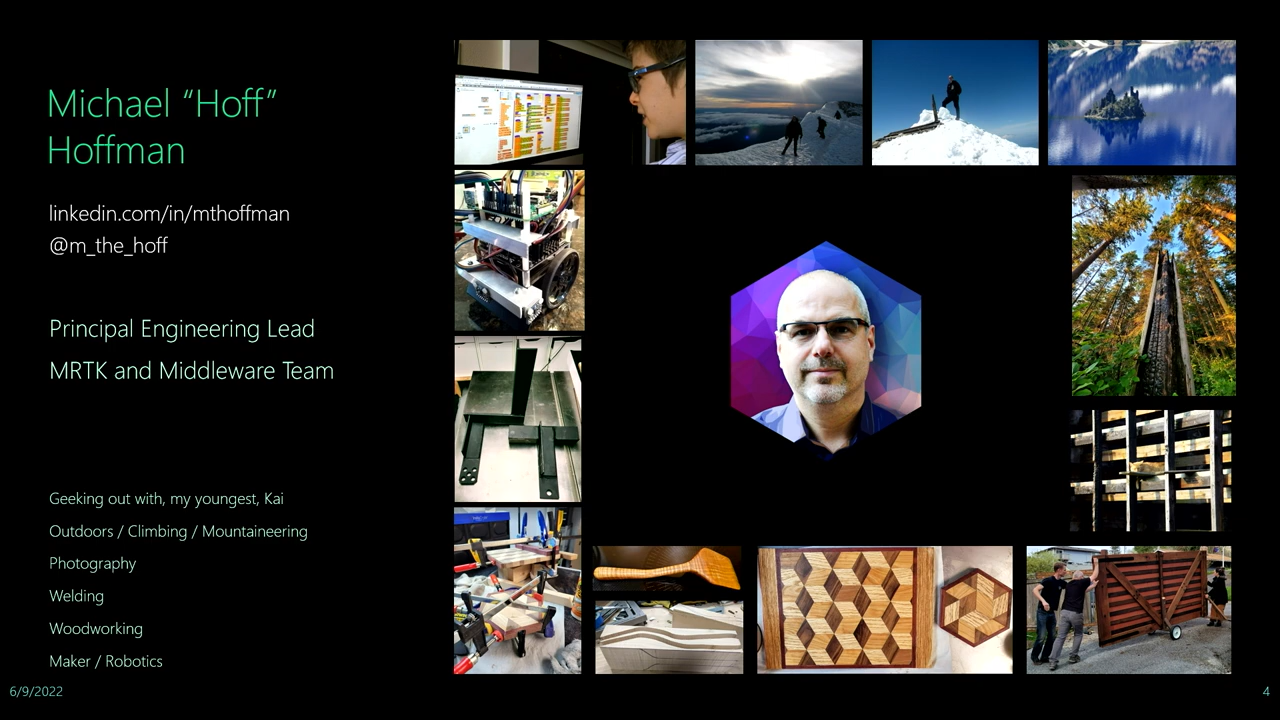 Michael “Hoff”
Hoffman
linkedin.com/in/mthoffman
@m_the_hoff
Principal Engineering Lead
MRTK and Middleware Team
Geeking out with, my youngest, Kai
Outdoors / Climbing / Mountaineering
Photography
Welding
Woodworking
Maker / Robotics
6/9/2022
4